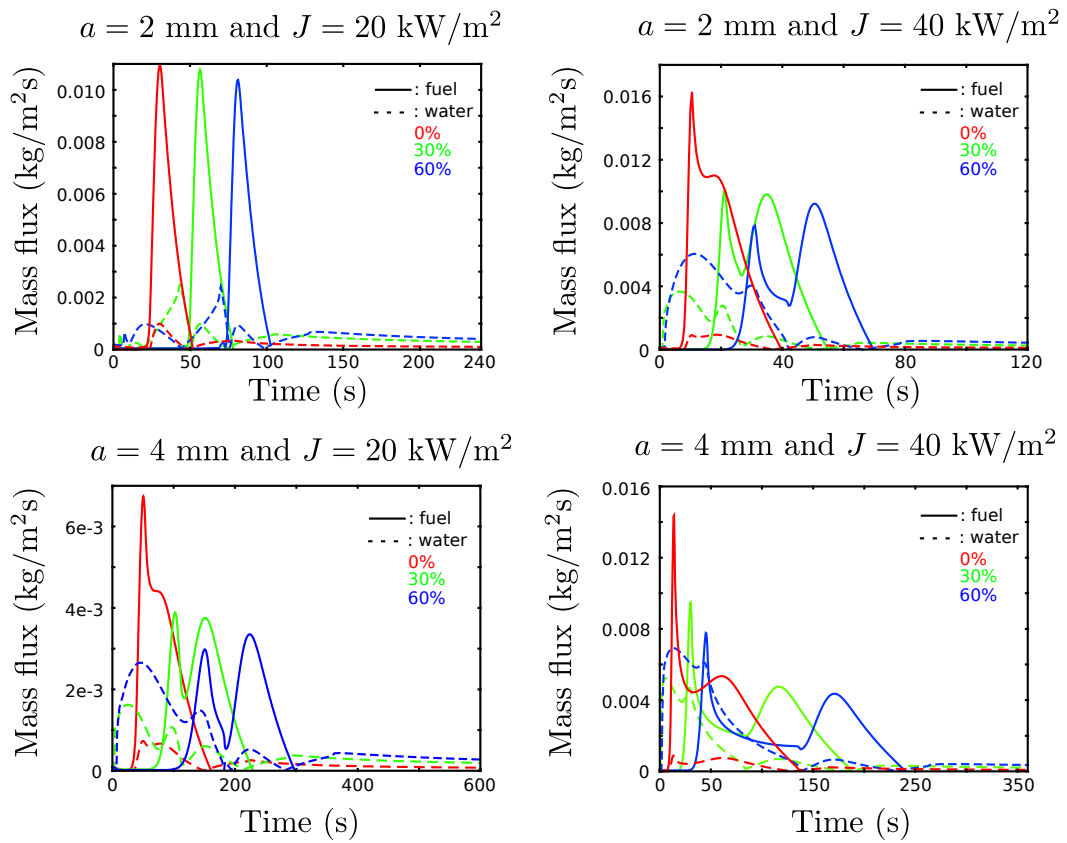 a = 2 mm and J = 20 kW/m²
Mass flux (kg/m²s)
0.010
0.008
0.006
0.004
0.002
0
: fuel
: water
0%
30%
60%
0 50 100 150 200 240
Time (s)
a = 2 mm and J = 40 kW/m²
Mass flux (kg/m²s)
0.016
0.012
0.008
0.004
0
: fuel
: water
0%
30%
60%
0 40 80 120
Time (s)
a = 4 mm and J = 20 kW/m²
Mass flux (kg/m²s)
6e-3
4e-3
2e-3
0
: fuel
: water
0%
30%
60%
0 200 400 600
Time (s)
a = 4 mm and J = 40 kW/m²
Mass flux (kg/m²s)
0.016
0.012
0.008
0.004
0
: fuel
: water
0%
30%
60%
0 50 150 250 350
Time (s)